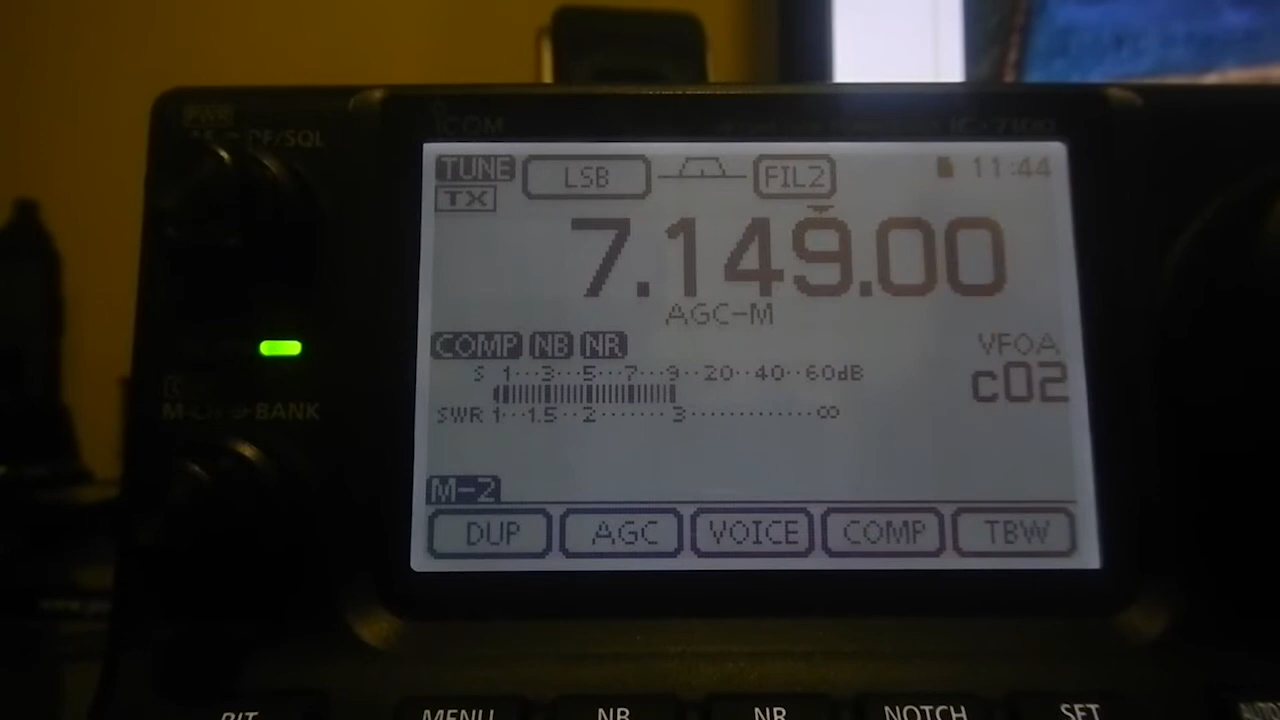 ICOM IC-7100
PWR
AF⊙RF/SQL
TUNE LSB FIL2 11:44
TX
7.149.00
AGC-M
COMP NB NR VFOA
S 1···3···5···7···9··20··40··60dB c02
SWR 1···1.5··2·······3············∞
M-CH⊙BANK
M-2
DUP AGC VOICE COMP TBW
RIT MENU NB NR NOTCH SET